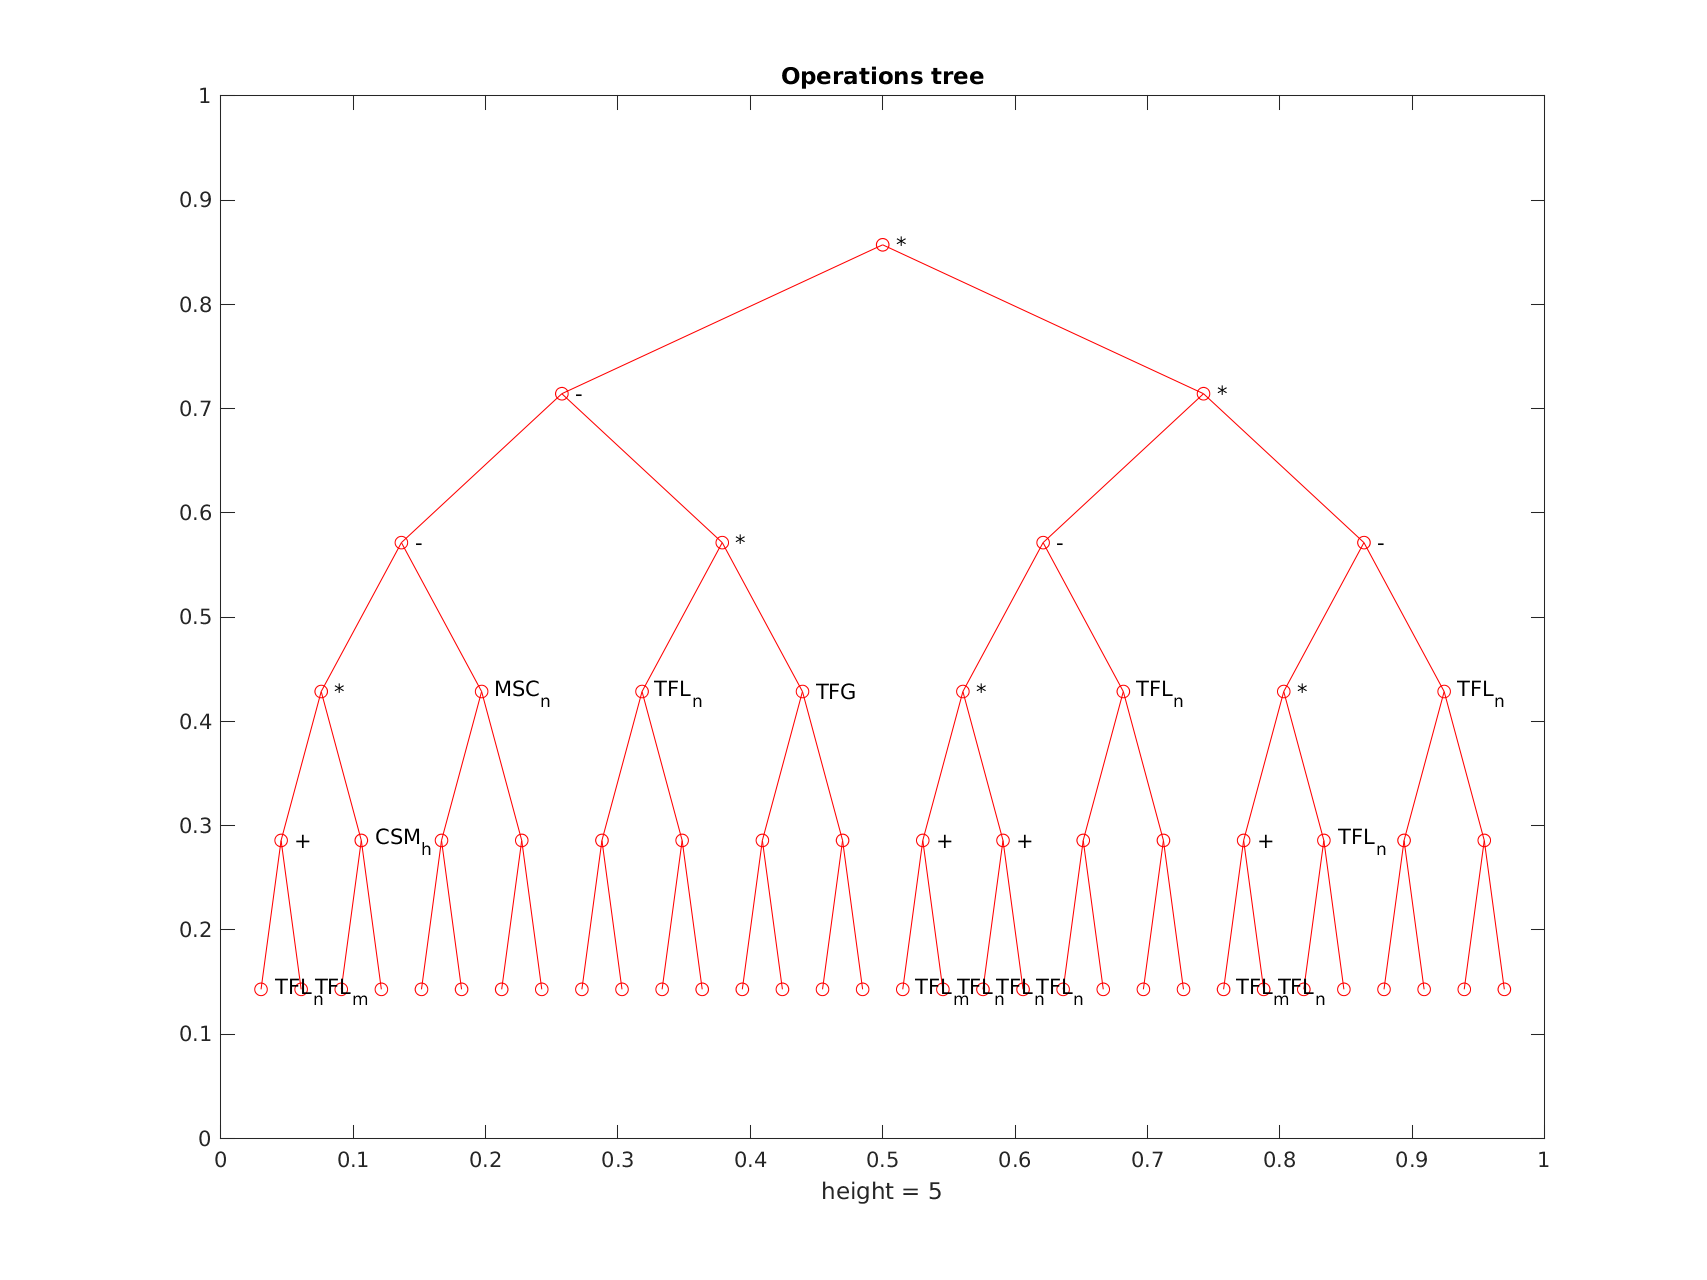 Operations tree
1
0.9
*
0.8
- *
0.7
0.6
- * - -
0.5
* MSC_n TFL_n TFG * TFL_n * TFL_n
0.4
0.3
+ CSM_h + + + TFL_n
0.2
TFL_n TFL_m TFL_m TFL_n TFL_n TFL_n TFL_m TFL_n
0.1
0
0 0.1 0.2 0.3 0.4 0.5 0.6 0.7 0.8 0.9 1
height = 5